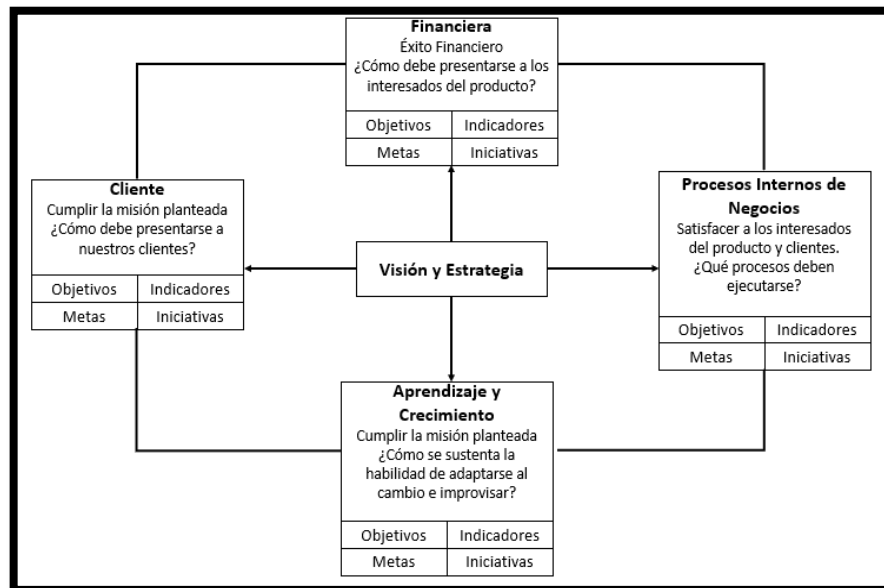 Financiera
Éxito Financiero
¿Cómo debe presentarse a los
interesados del producto?
Objetivos
Indicadores
Metas
Iniciativas
Cliente
Cumplir la misión planteada
¿Cómo debe presentarse a
nuestros clientes?
Objetivos
Indicadores
Metas
Iniciativas
Visión y Estrategia
Procesos Internos de
Negocios
Satisfacer a los interesados
del producto y clientes.
¿Qué procesos deben
ejecutarse?
Objetivos
Indicadores
Metas
Iniciativas
Aprendizaje y
Crecimiento
Cumplir la misión planteada
¿Cómo se sustenta la
habilidad de adaptarse al
cambio e improvisar?
Objetivos
Indicadores
Metas
Iniciativas